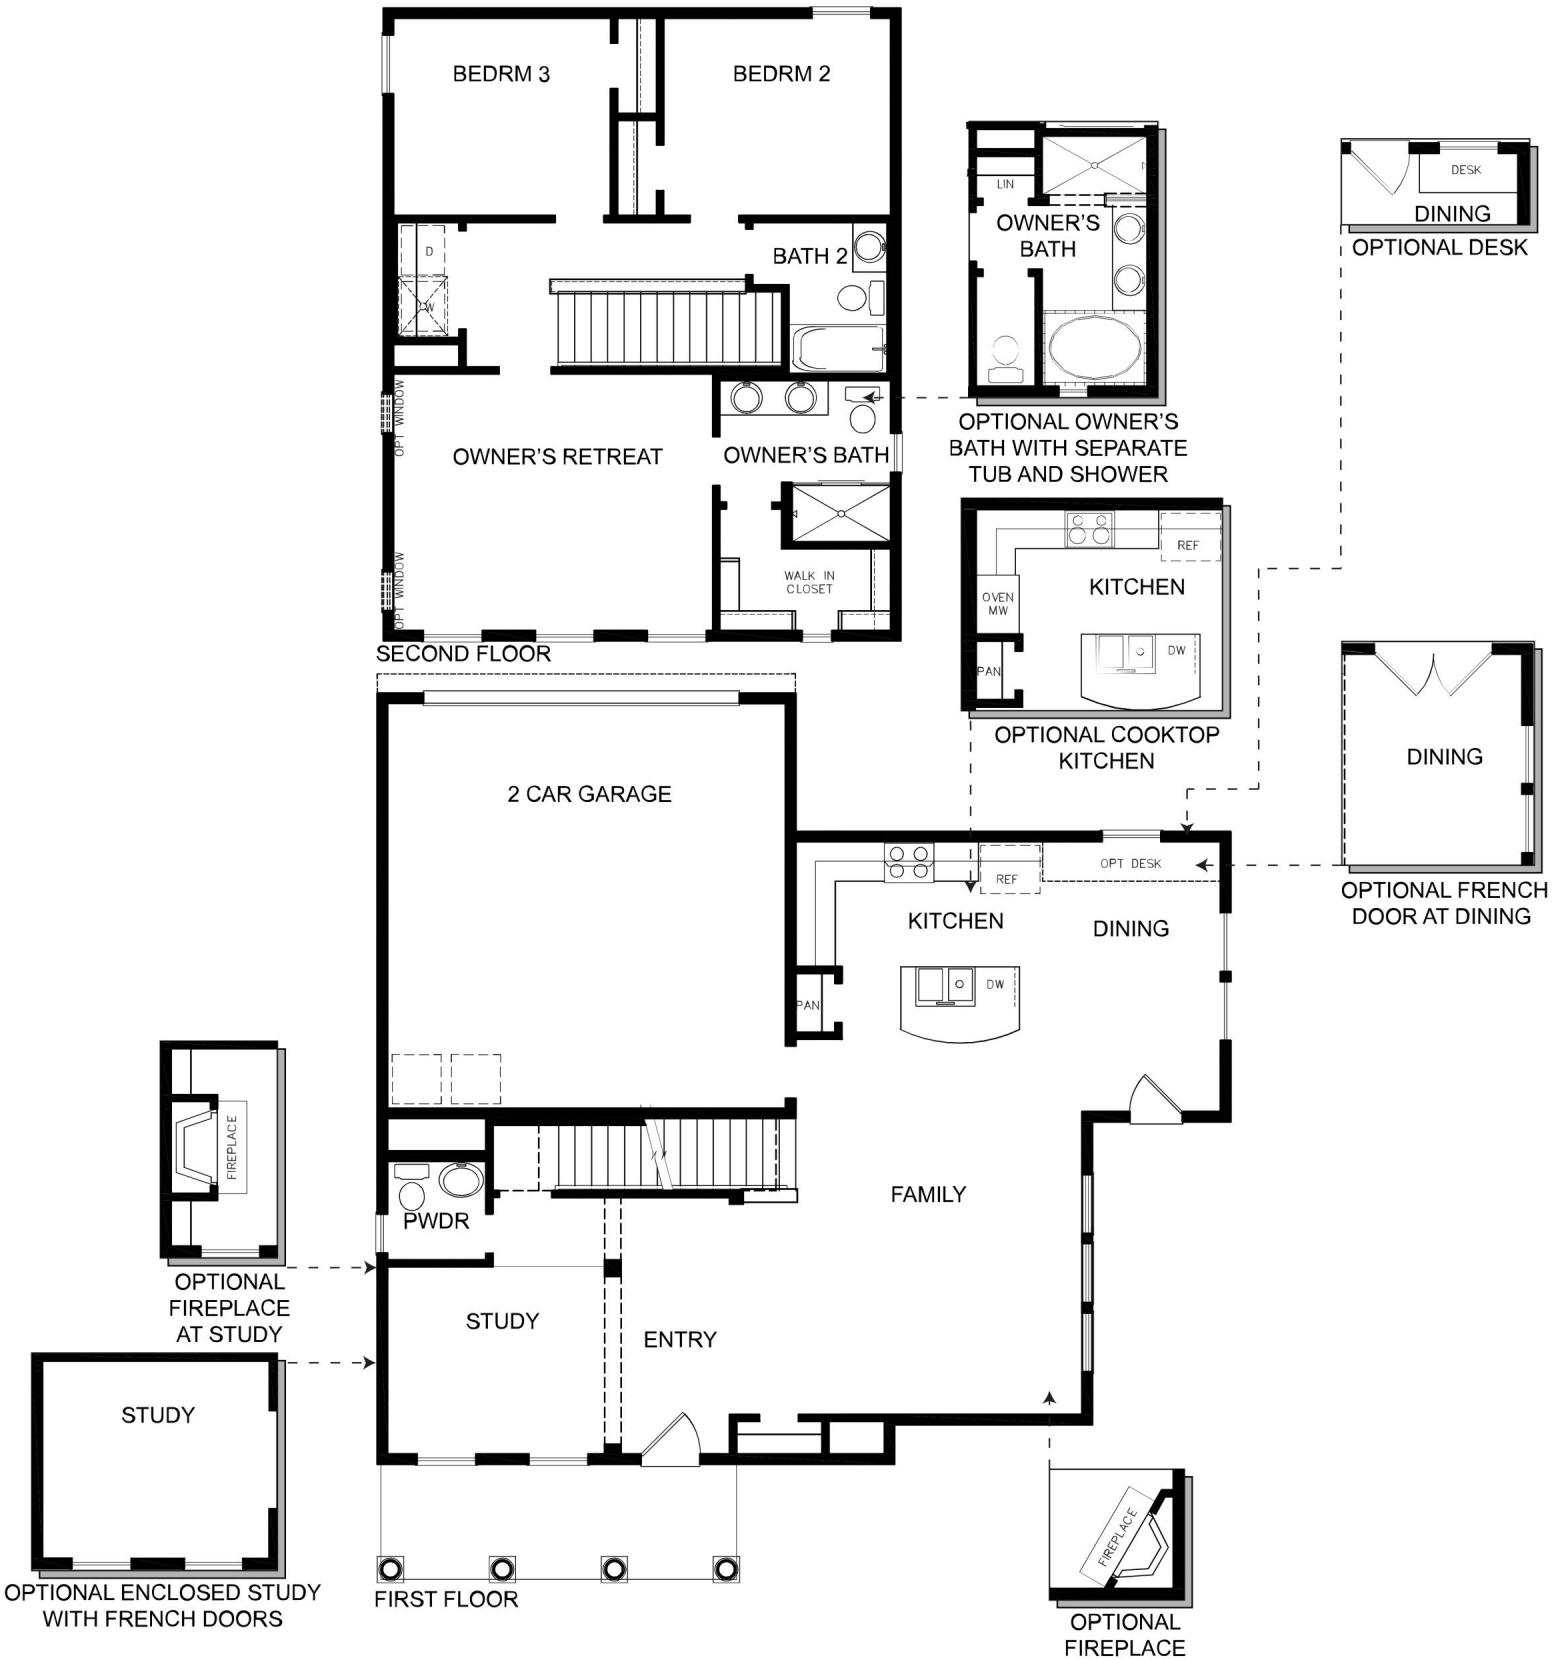 BEDRM 3
BEDRM 2
D
W
BATH 2
OPT WINDOW
OWNER'S RETREAT
OWNER'S BATH
OPT WINDOW
WALK IN
CLOSET
SECOND FLOOR
LIN
OWNER'S
BATH
OPTIONAL OWNER'S
BATH WITH SEPARATE
TUB AND SHOWER
DESK
DINING
OPTIONAL DESK
REF
KITCHEN
OVEN
MW
DW
PAN
OPTIONAL COOKTOP
KITCHEN
DINING
OPTIONAL FRENCH
DOOR AT DINING
2 CAR GARAGE
REF
OPT DESK
KITCHEN
DINING
DW
PAN
FAMILY
PWDR
STUDY
ENTRY
FIRST FLOOR
FIREPLACE
OPTIONAL
FIREPLACE
AT STUDY
STUDY
OPTIONAL ENCLOSED STUDY
WITH FRENCH DOORS
FIREPLACE
OPTIONAL
FIREPLACE